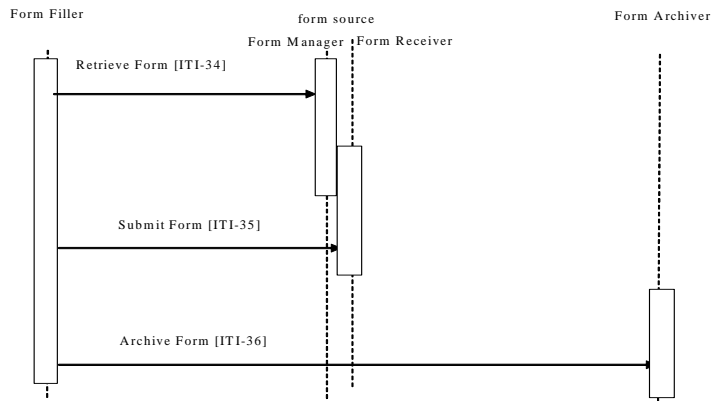 Form Filler
form source
Form Archiver
Form Manager
Form Receiver
Retrieve Form [ITI-34]
Submit Form [ITI-35]
Archive Form [ITI-36]